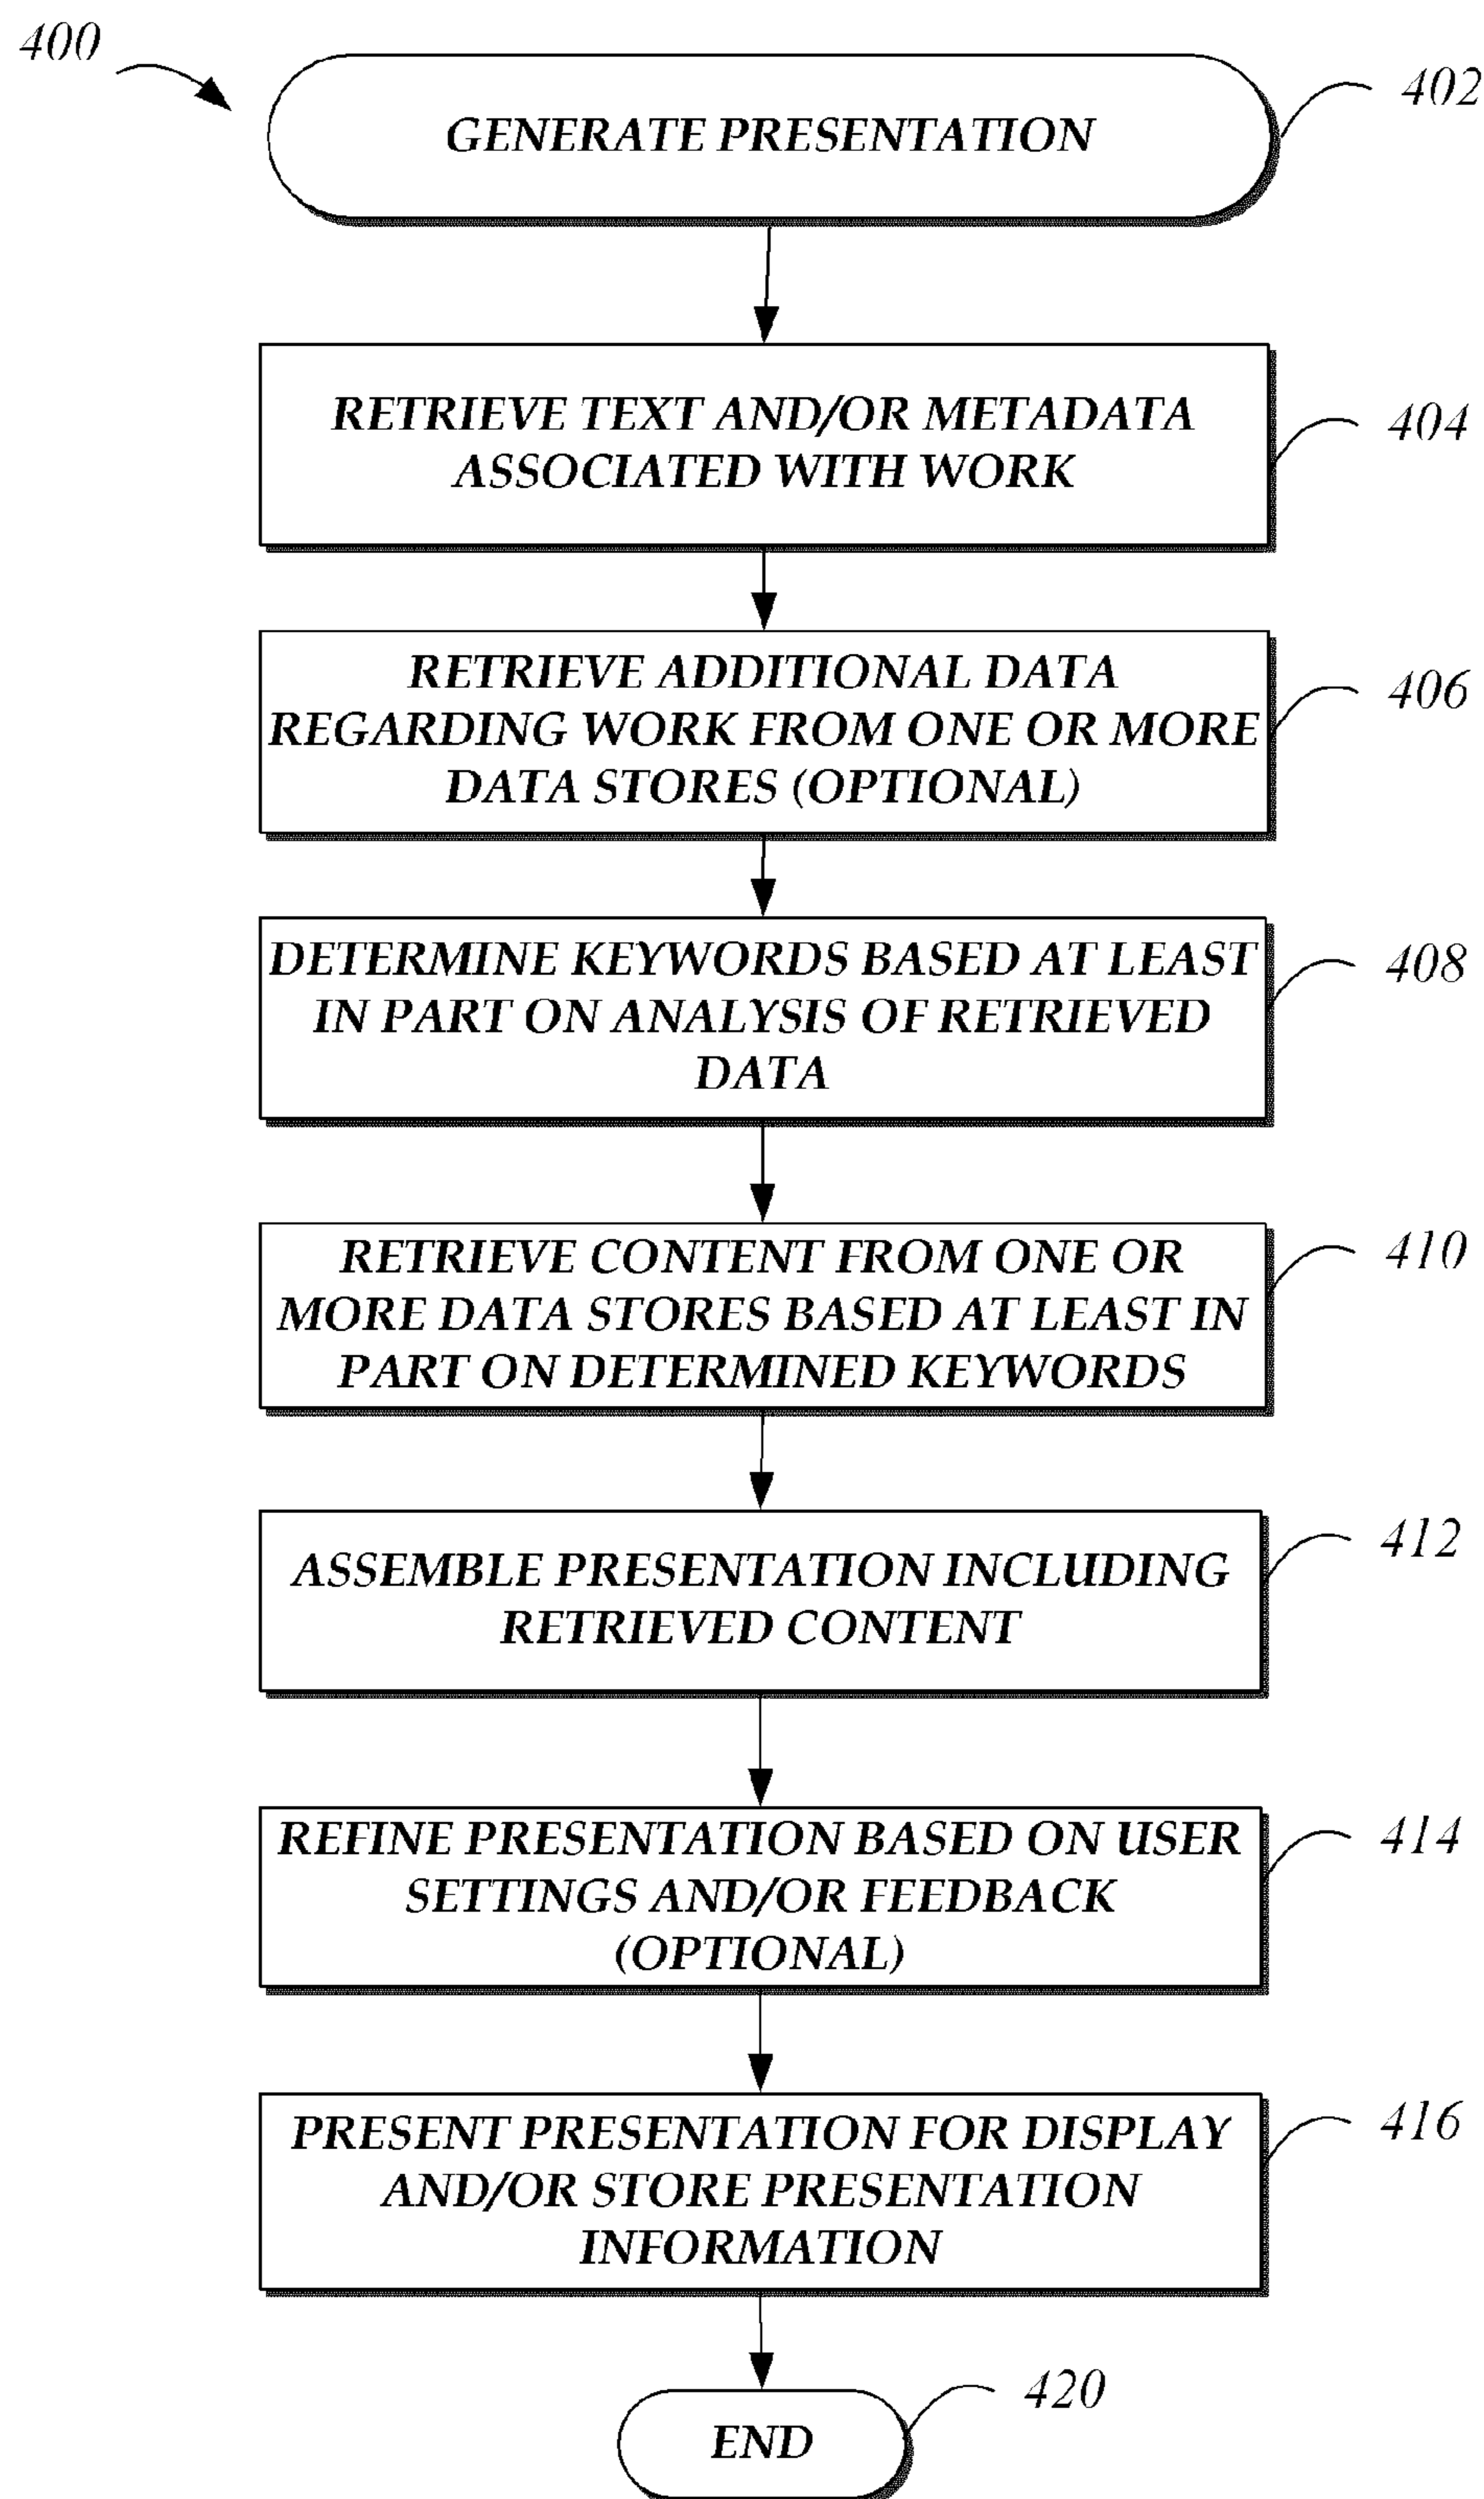 400
GENERATE PRESENTATION
402
RETRIEVE TEXT AND/OR METADATA
ASSOCIATED WITH WORK
404
RETRIEVE ADDITIONAL DATA
REGARDING WORK FROM ONE OR MORE
DATA STORES (OPTIONAL)
406
DETERMINE KEYWORDS BASED AT LEAST
IN PART ON ANALYSIS OF RETRIEVED
DATA
408
RETRIEVE CONTENT FROM ONE OR
MORE DATA STORES BASED AT LEAST IN
PART ON DETERMINED KEYWORDS
410
ASSEMBLE PRESENTATION INCLUDING
RETRIEVED CONTENT
412
REFINE PRESENTATION BASED ON USER
SETTINGS AND/OR FEEDBACK
(OPTIONAL)
414
PRESENT PRESENTATION FOR DISPLAY
AND/OR STORE PRESENTATION
INFORMATION
416
END
420